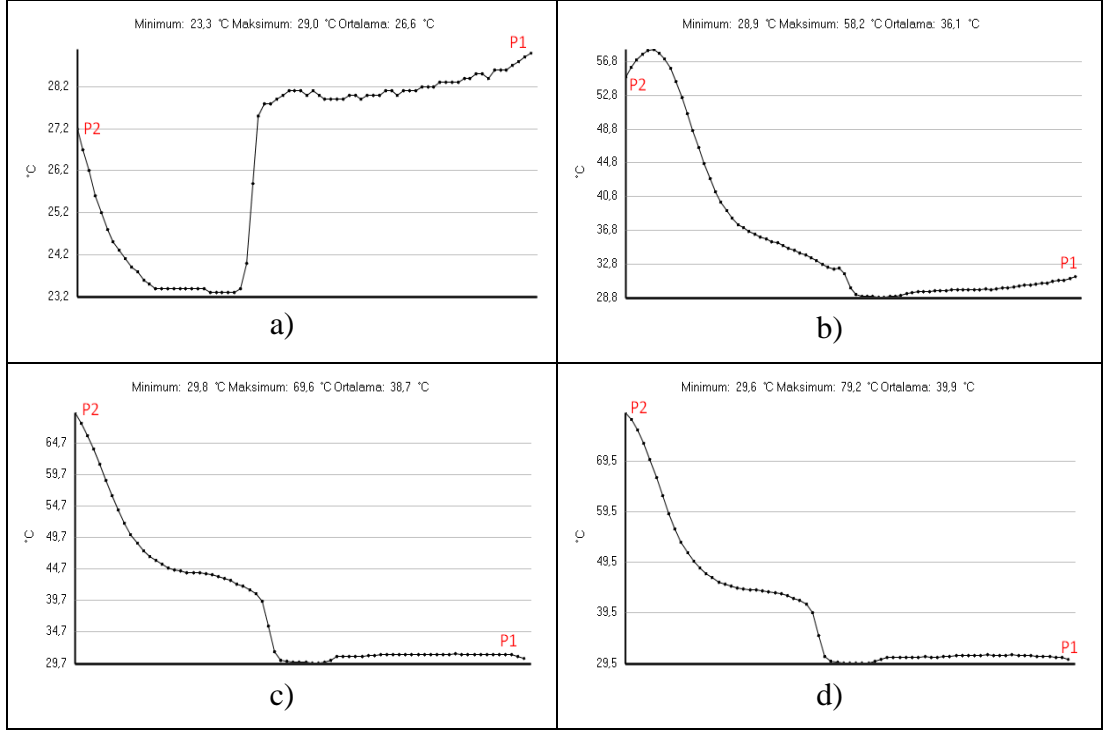 Minimum: 23,3 °C Maksimum: 29,0 °C Ortalama: 26,6 °C
P1
28,2
27,2
P2
26,2
°C
25,2
24,2
23,2
a)
Minimum: 28,9 °C Maksimum: 58,2 °C Ortalama: 36,1 °C
56,8
P2
52,8
48,8
44,8
°C
40,8
36,8
32,8
P1
28,8
b)
Minimum: 29,8 °C Maksimum: 69,6 °C Ortalama: 38,7 °C
P2
64,7
59,7
54,7
49,7
°C
44,7
39,7
34,7
P1
29,7
c)
Minimum: 29,6 °C Maksimum: 79,2 °C Ortalama: 39,9 °C
P2
69,5
59,5
°C
49,5
39,5
P1
29,5
d)